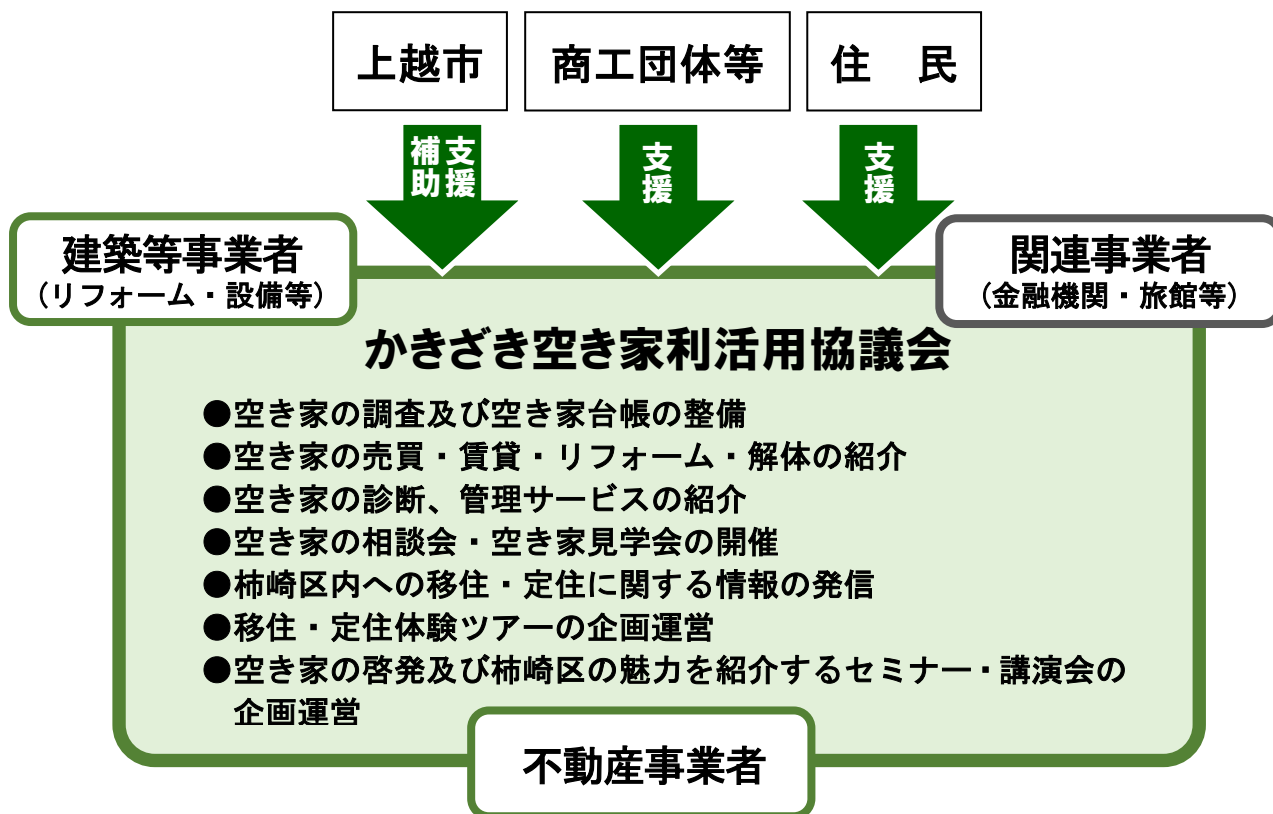 上越市
商工団体等
住　民
支援
補助
支援
支援
建築等事業者
（リフォーム・設備等）
関連事業者
（金融機関・旅館等）
かきざき空き家利活用協議会
●空き家の調査及び空き家台帳の整備
●空き家の売買・賃貸・リフォーム・解体の紹介
●空き家の診断、管理サービスの紹介
●空き家の相談会・空き家見学会の開催
●柿崎区内への移住・定住に関する情報の発信
●移住・定住体験ツアーの企画運営
●空き家の啓発及び柿崎区の魅力を紹介するセミナー・講演会の
企画運営
不動産事業者